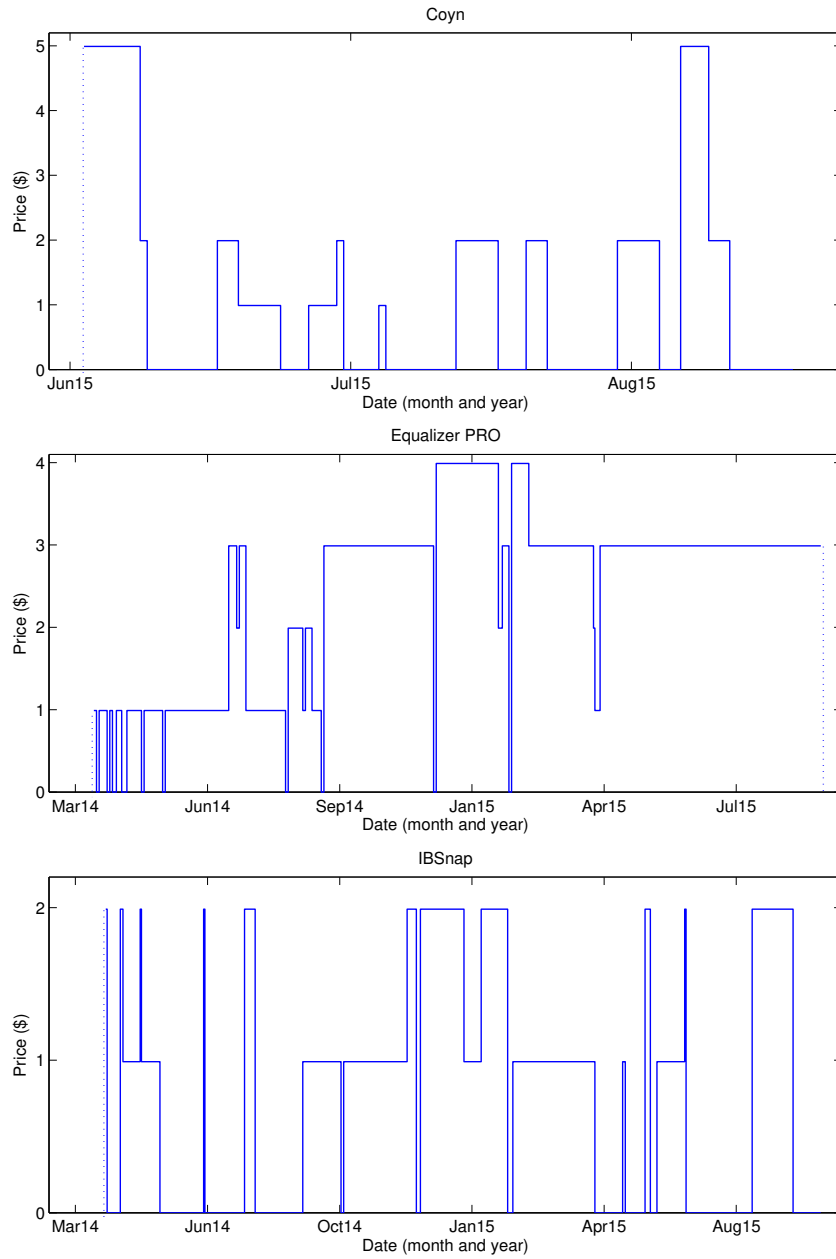 Coyn
5
4
3
2
1
0
Price ($)
Jun15 Jul15 Aug15
Date (month and year)
Equalizer PRO
4
3
2
1
0
Price ($)
Mar14 Jun14 Sep14 Jan15 Apr15 Jul15
Date (month and year)
IBSnap
2
1
0
Price ($)
Mar14 Jun14 Oct14 Jan15 Apr15 Aug15
Date (month and year)